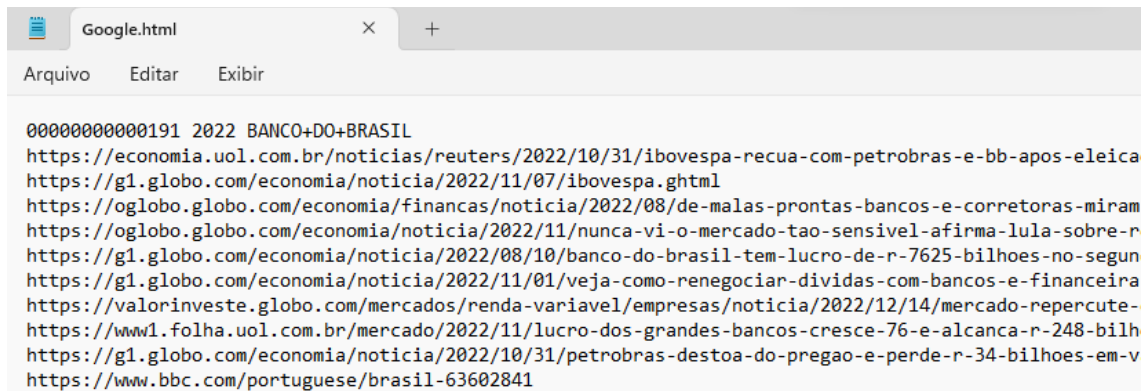 Google.html
Arquivo Editar Exibir
00000000000191 2022 BANCO+DO+BRASIL
https://economia.uol.com.br/noticias/reuters/2022/10/31/ibovespa-recua-com-petrobras-e-bb-apos-eleica
https://g1.globo.com/economia/noticia/2022/11/07/ibovespa.ghtml
https://oglobo.globo.com/economia/financas/noticia/2022/08/de-malas-prontas-bancos-e-corretoras-miram
https://oglobo.globo.com/economia/noticia/2022/11/nunca-vi-o-mercado-tao-sensivel-afirma-lula-sobre-r
https://g1.globo.com/economia/noticia/2022/08/10/banco-do-brasil-tem-lucro-de-r-7625-bilhoes-no-segun
https://g1.globo.com/economia/noticia/2022/11/01/veja-como-renegociar-dividas-com-bancos-e-financeira
https://valorinveste.globo.com/mercados/renda-variavel/empresas/noticia/2022/12/14/mercado-repercute-
https://www1.folha.uol.com.br/mercado/2022/11/lucro-dos-grandes-bancos-cresce-76-e-alcanca-r-248-bilh
https://g1.globo.com/economia/noticia/2022/10/31/petrobras-destoa-do-pregao-e-perde-r-34-bilhoes-em-v
https://www.bbc.com/portuguese/brasil-63602841